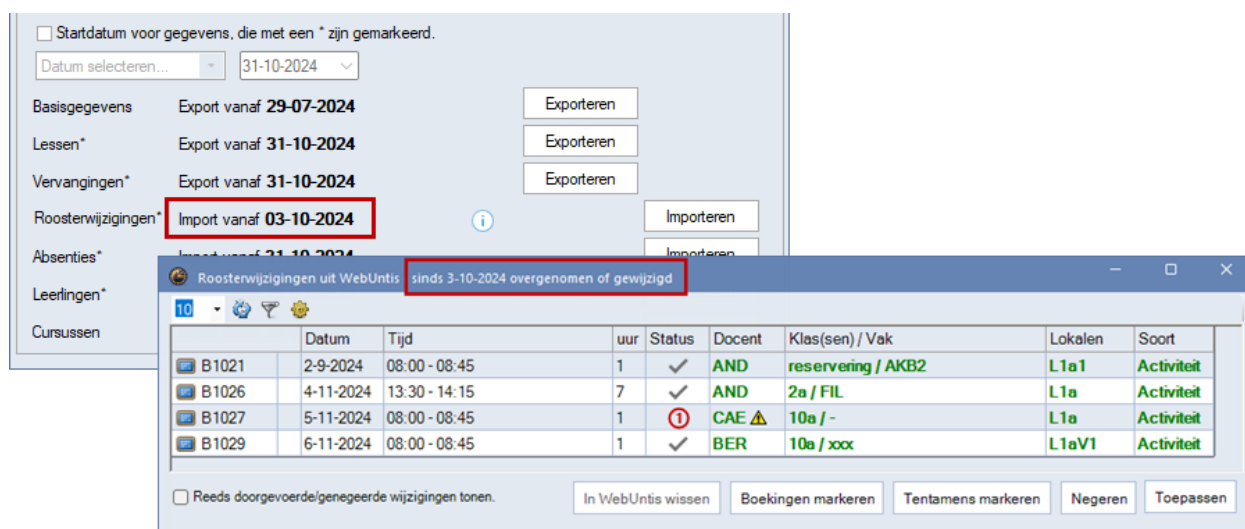 Startdatum voor gegevens, die met een * zijn gemarkeerd.
Datum selecteren... 31-10-2024
Basisgegevens Export vanaf 29-07-2024 Exporteren
Lessen* Export vanaf 31-10-2024 Exporteren
Vervangingen* Export vanaf 31-10-2024 Exporteren
Roosterwijzigingen* Import vanaf 03-10-2024 Importeren
Absenties* Import vanaf 31-10-2024 Importeren
Leerlingen*
Cursussen
Roosterwijzigingen uit WebUntis sinds 3-10-2024 overgenomen of gewijzigd
10
Datum Tijd uur Status Docent Klas(sen) / Vak Lokalen Soort
B1021 2-9-2024 08:00 - 08:45 1 AND reservering / AKB2 L1a1 Activiteit
B1026 4-11-2024 13:30 - 14:15 7 AND 2a / FIL L1a Activiteit
B1027 5-11-2024 08:00 - 08:45 1 1 CAE 10a / - L1a Activiteit
B1029 6-11-2024 08:00 - 08:45 1 BER 10a / xxx L1aV1 Activiteit
Reeds doorgevoerde/genegeerde wijzigingen tonen. In WebUntis wissen Boekingen markeren Tentamens markeren Negeren Toepassen